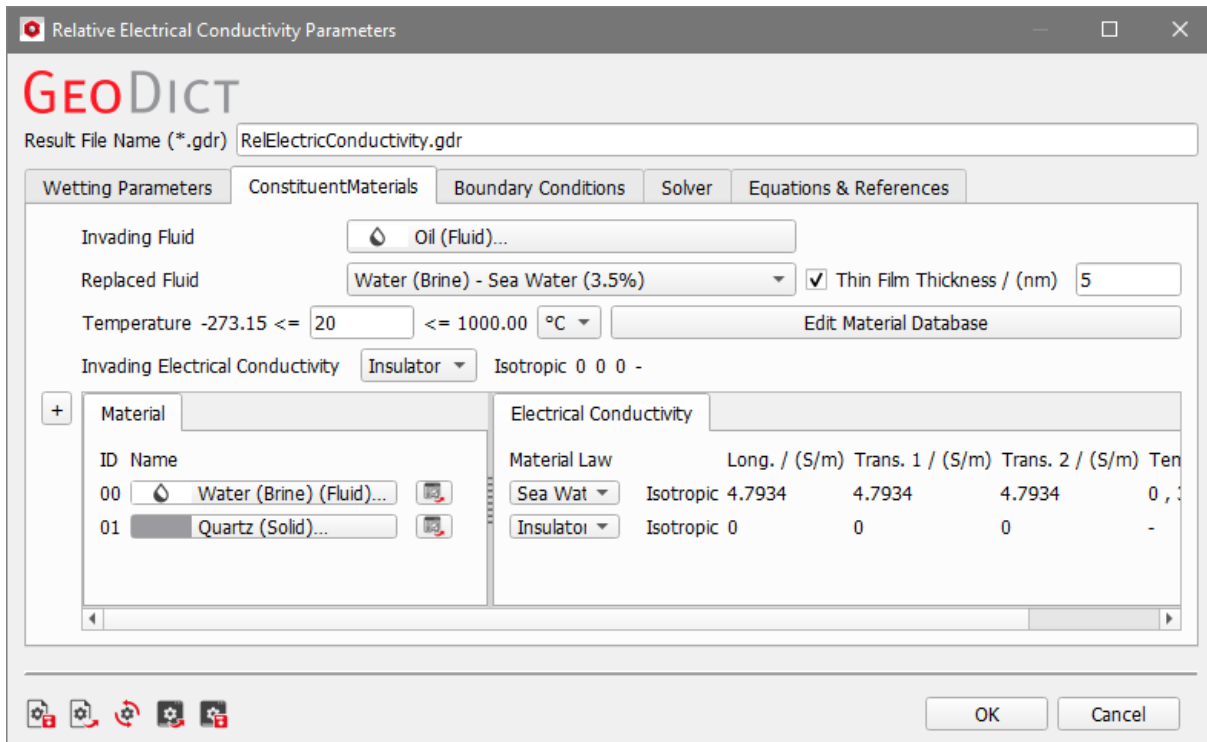 Relative Electrical Conductivity Parameters
GEODICT
Result File Name (*.gdr) RelElectricConductivity.gdr
Wetting Parameters ConstituentMaterials Boundary Conditions Solver Equations & References
Invading Fluid Oil (Fluid)...
Replaced Fluid Water (Brine) - Sea Water (3.5%) Thin Film Thickness / (nm) 5
Temperature -273.15 <= 20 <= 1000.00 °C Edit Material Database
Invading Electrical Conductivity Insulator Isotropic 0 0 0 -
+ Material Electrical Conductivity
ID Name Material Law Long. / (S/m) Trans. 1 / (S/m) Trans. 2 / (S/m) Ten
00 Water (Brine) (Fluid)... Sea Wat Isotropic 4.7934 4.7934 4.7934 0 ,
01 Quartz (Solid)... Insulator Isotropic 0 0 0 -
OK Cancel